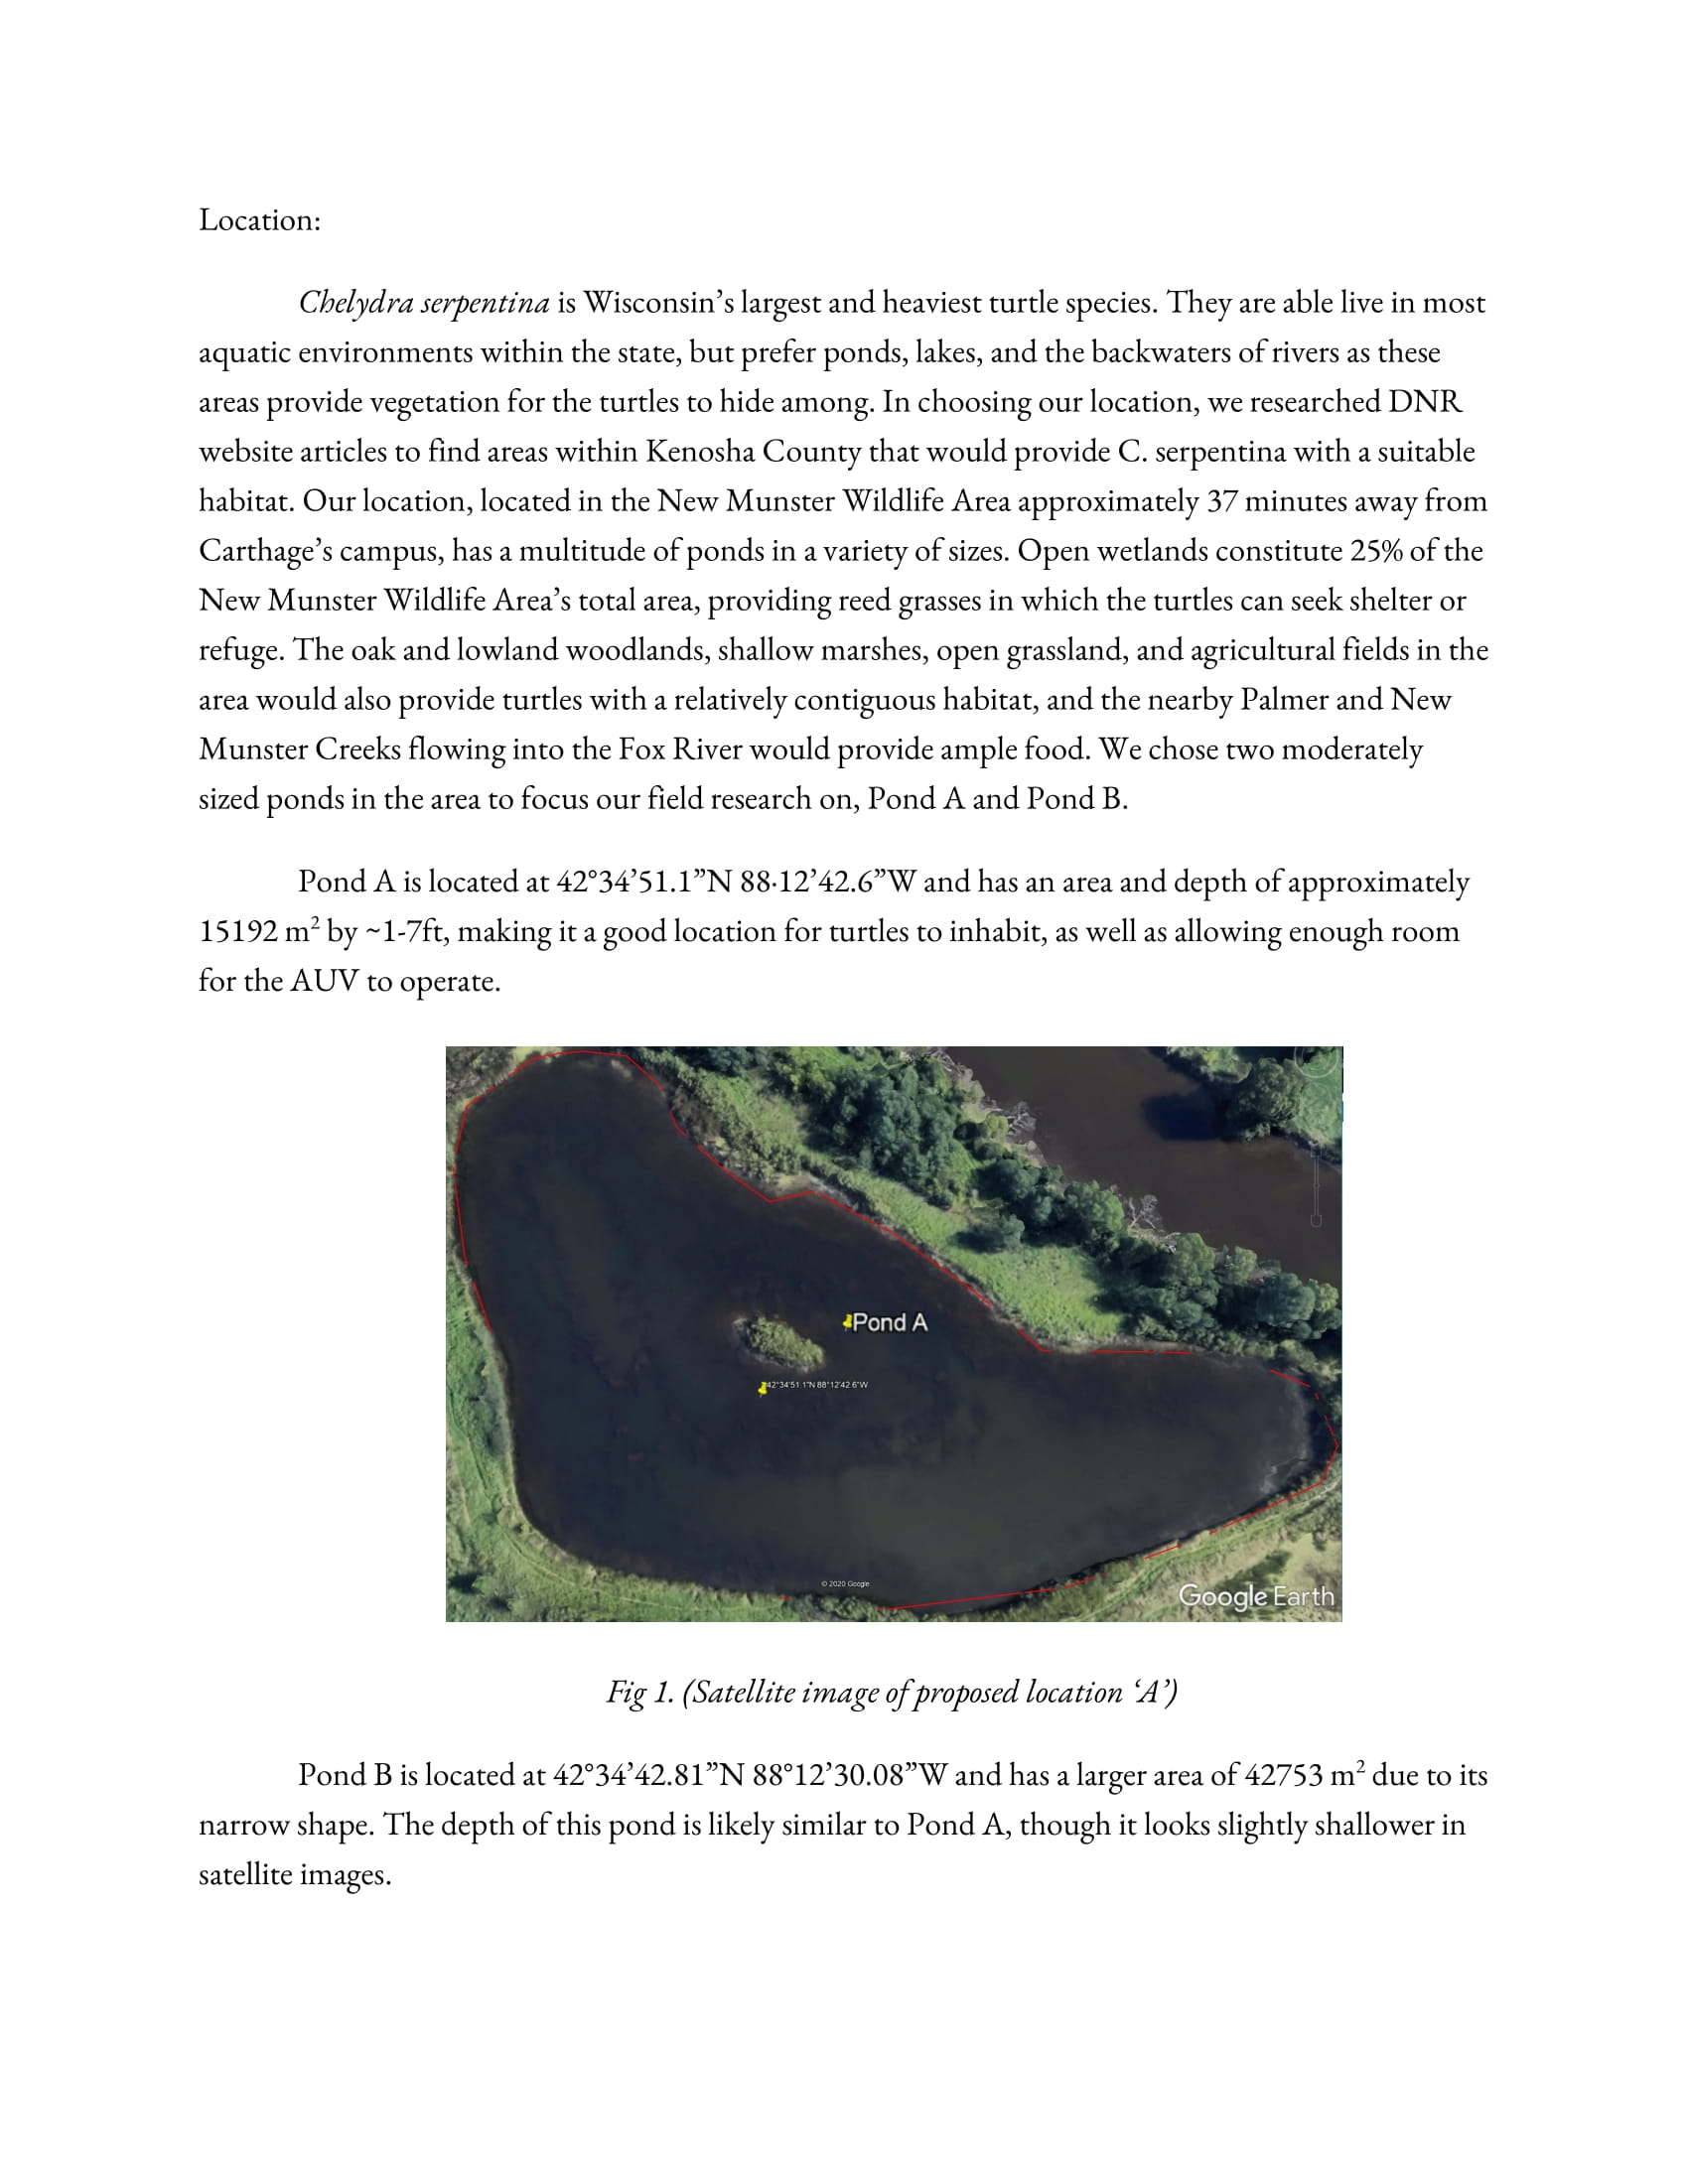 Location:
Chelydra serpentina is Wisconsin’s largest and heaviest turtle species. They are able live in most
aquatic environments within the state, but prefer ponds, lakes, and the backwaters of rivers as these
areas provide vegetation for the turtles to hide among. In choosing our location, we researched DNR
website articles to find areas within Kenosha County that would provide C. serpentina with a suitable
habitat. Our location, located in the New Munster Wildlife Area approximately 37 minutes away from
Carthage’s campus, has a multitude of ponds in a variety of sizes. Open wetlands constitute 25% of the
New Munster Wildlife Area’s total area, providing reed grasses in which the turtles can seek shelter or
refuge. The oak and lowland woodlands, shallow marshes, open grassland, and agricultural fields in the
area would also provide turtles with a relatively contiguous habitat, and the nearby Palmer and New
Munster Creeks flowing into the Fox River would provide ample food. We chose two moderately
sized ponds in the area to focus our field research on, Pond A and Pond B.
Pond A is located at 42°34’51.1”N 88·12’42.6”W and has an area and depth of approximately
15192 m² by ~1-7ft, making it a good location for turtles to inhabit, as well as allowing enough room
for the AUV to operate.
Pond A
42°34'51.1"N 88°12'42.6"W
© 2020 Google
Google Earth
Fig 1. (Satellite image of proposed location ‘A’)
Pond B is located at 42°34’42.81”N 88°12’30.08”W and has a larger area of 42753 m² due to its
narrow shape. The depth of this pond is likely similar to Pond A, though it looks slightly shallower in
satellite images.